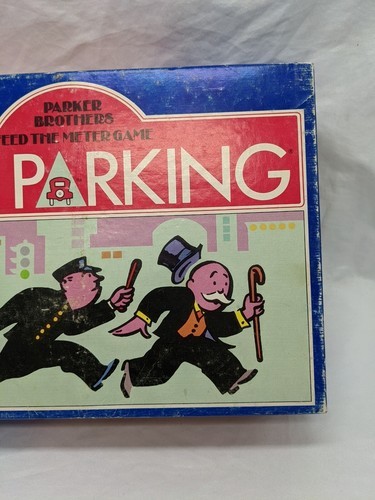 PARKER
BROTHERS
EED THE METER GAME
PARKING